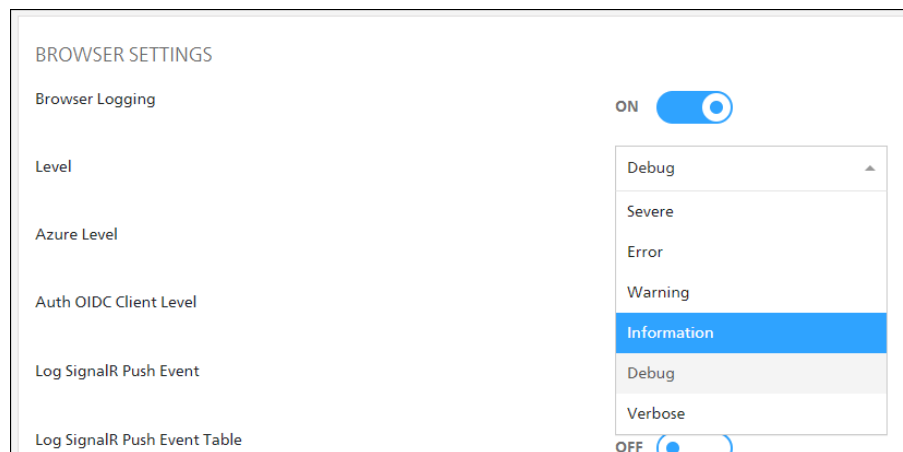 BROWSER SETTINGS
Browser Logging
ON
Level
Debug
Severe
Azure Level
Error
Warning
Auth OIDC Client Level
Information
Log SignalR Push Event
Debug
Verbose
Log SignalR Push Event Table
OFF